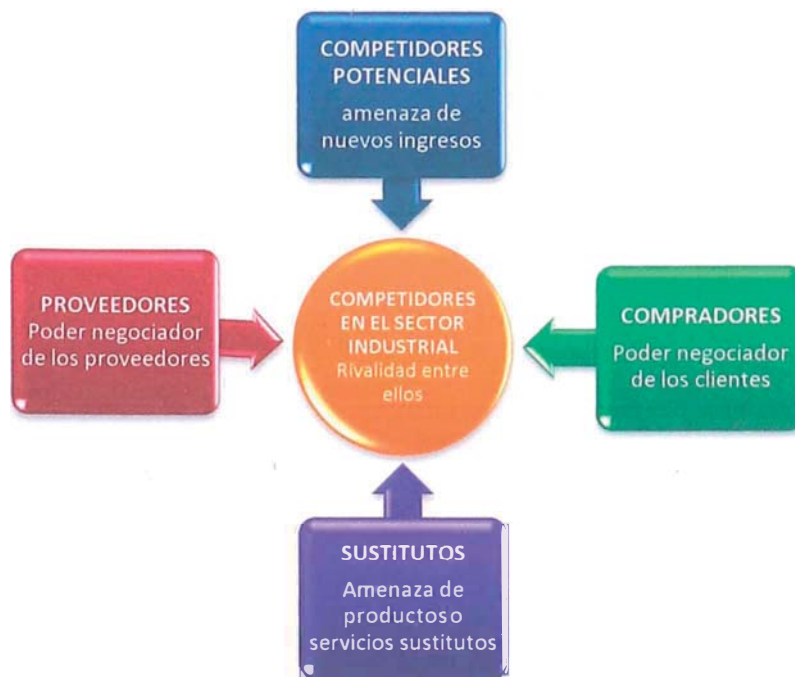 COMPETIDORES
POTENCIALES
amenaza de
nuevos ingresos
PROVEEDORES
Poder negociador
de los proveedores
COMPETIDORES
EN EL SECTOR
INDUSTRIAL
Rivalidad entre
ellos
COMPRADORES
Poder negociador
de los clientes
SUSTITUTOS
Amenaza de
productoso
servicios sustitutos